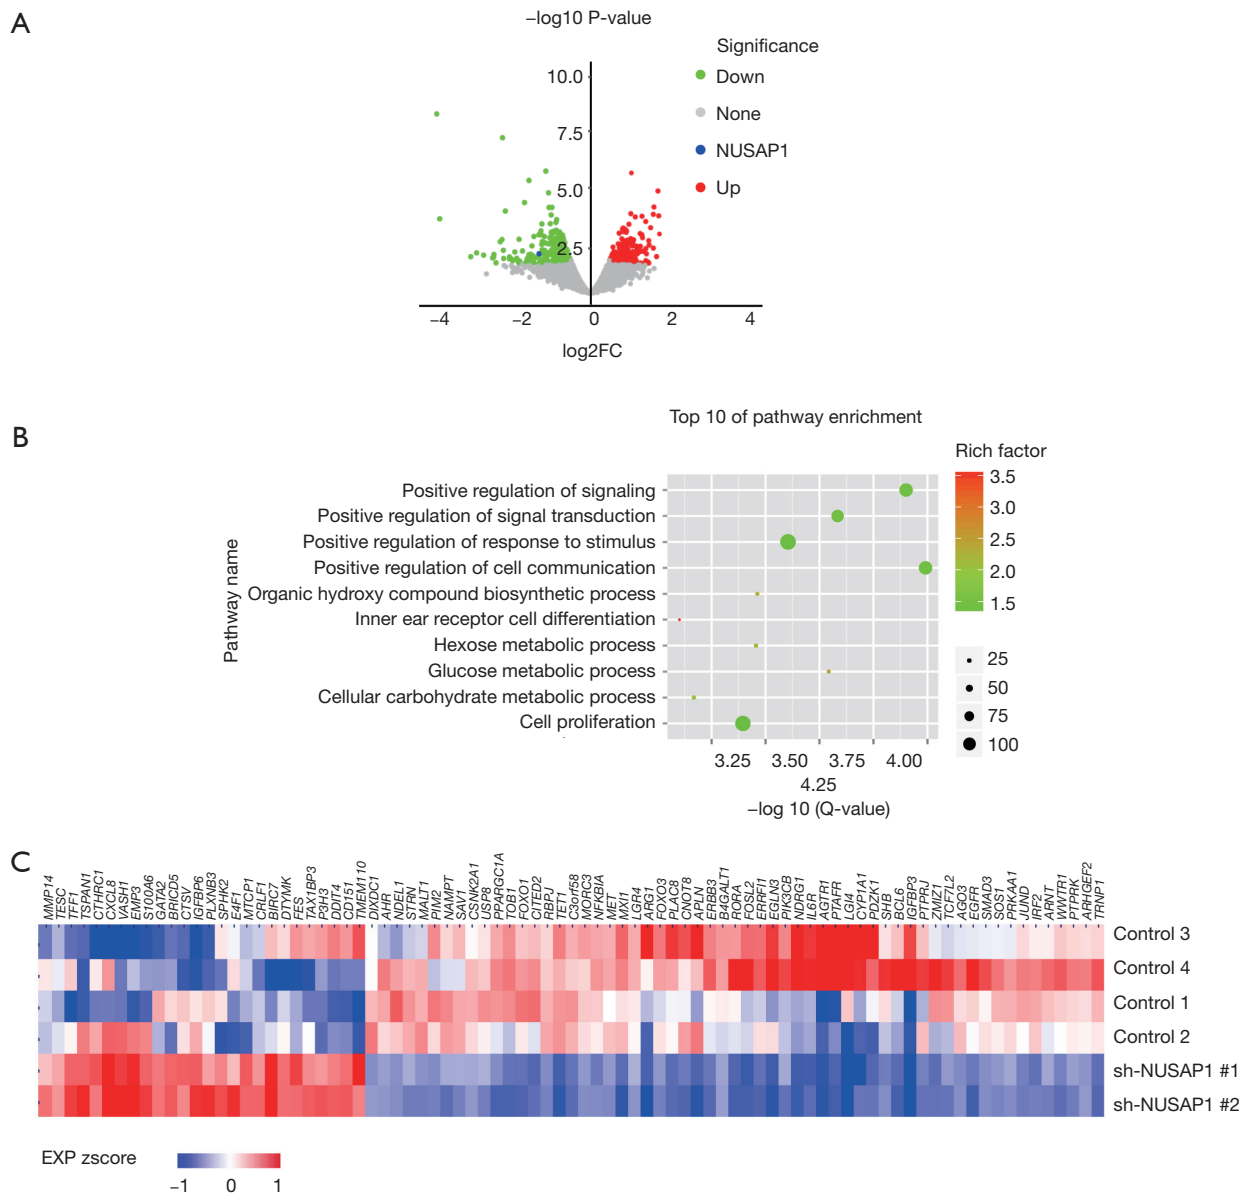 A
−log10 P-value
Significance
Down
None
NUSAP1
Up
10.0
7.5
5.0
2.5
−4
−2
0
2
4
log2FC
B
Top 10 of pathway enrichment
Rich factor
3.5
3.0
2.5
2.0
1.5
25
50
75
100
Pathway name
Positive regulation of signaling
Positive regulation of signal transduction
Positive regulation of response to stimulus
Positive regulation of cell communication
Organic hydroxy compound biosynthetic process
Inner ear receptor cell differentiation
Hexose metabolic process
Glucose metabolic process
Cellular carbohydrate metabolic process
Cell proliferation
3.25 3.50 3.75 4.00
4.25
−log 10 (Q-value)
C
MMP14
TESC
TFF1
TSPAN1
CTHRC1
CXCL8
VASH1
EMP3
S100A6
GATA2
BRICD5
CTSV
IGFBP6
PLXNB3
SPHK2
E4F1
MTCP1
CRLF1
BIRC7
DTYMK
FES
TAX1BP3
P3H3
DDIT4
CD151
TMEM110
DIXDC1
AHR
NDEL1
STRN
MALT1
PIM2
NAMPT
SAV1
CSNK2A1
USP8
PPARGC1A
TOB1
FOXO1
CITED2
RBPJ
TET1
C3orf58
MORC3
NFKBIA
MET
MXI1
LGR4
ARG1
FOXO3
PLAC8
CNOT8
APLN
ERBB3
B4GALT1
RORA
FOSL2
ERRFI1
EGLN3
PIK3CB
NDRG1
IL6R
AGTR1
PTAFR
LGI4
CYP1A1
PDZK1
SHB
BCL6
IGFBP3
PTPRJ
ZMIZ1
TCF7L2
AGO3
EGFR
SMAD3
SOS1
PRKAA1
JUND
IRF2
ARNT
WWTR1
PTPRK
ARHGEF2
TRNP1
Control 3
Control 4
Control 1
Control 2
sh-NUSAP1 #1
sh-NUSAP1 #2
EXP zscore
−1
0
1